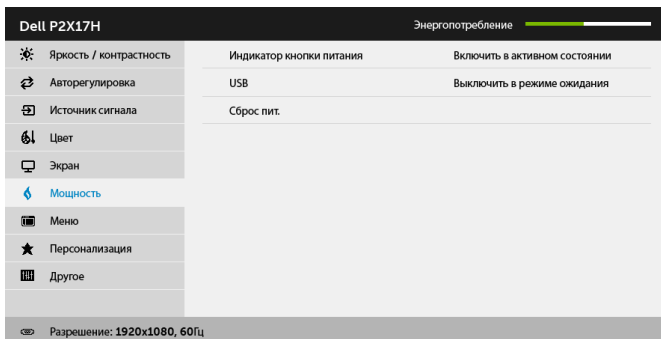 Dell P2X17H
Энергопотребление
Яркость / контрастность
Индикатор кнопки питания
Включить в активном состоянии
Авторегулировка
USB
Выключить в режиме ожидания
Источник сигнала
Сброс пит.
Цвет
Экран
Мощность
Меню
Персонализация
Другое
Разрешение: 1920x1080, 60Гц